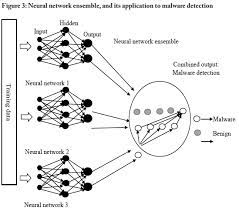 Figure 3: Neural network ensemble, and its application to malware detection
Hidden
Input
Output
Neural network ensemble
Combined output:
Malware detection
Neural network 1
Training data
Malware
Benign
Neural network 2
Neural network 3